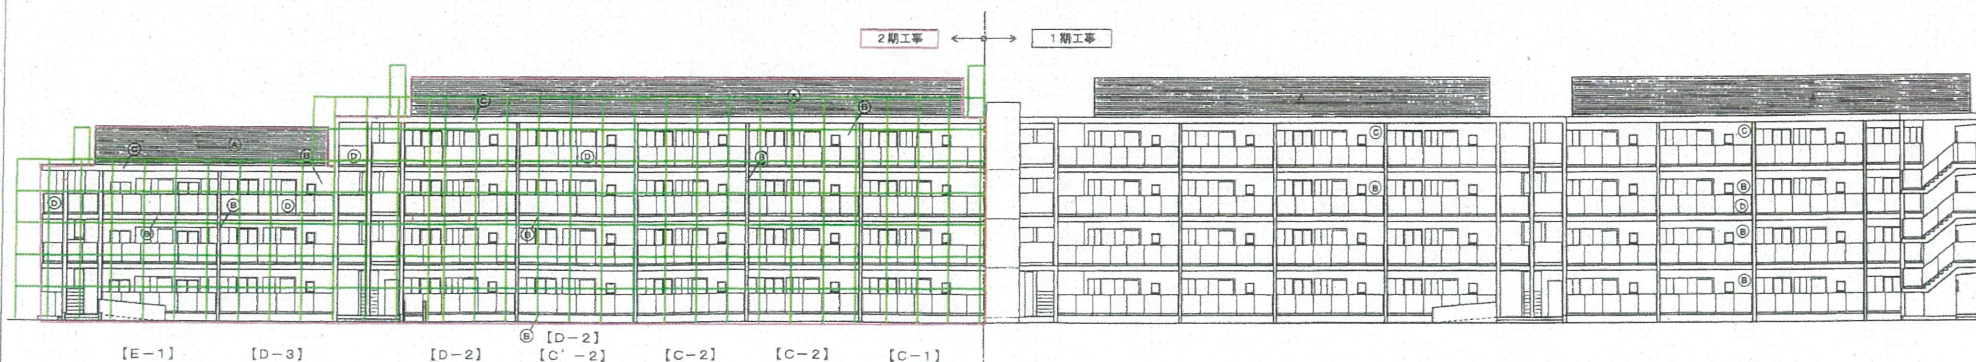 2期工事 1期工事
Ⓒ Ⓐ Ⓑ
Ⓒ Ⓒ
Ⓒ Ⓐ Ⓑ Ⓓ Ⓓ Ⓑ
Ⓑ Ⓑ
Ⓓ Ⓑ Ⓓ Ⓓ
Ⓑ Ⓑ Ⓑ
Ⓑ
Ⓑ 【D-2】
【E-1】 【D-3】 【D-2】 【C'-2】 【C-2】 【C-2】 【C-1】